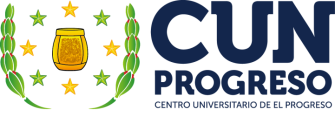 CUN
PROGRESO
CENTRO UNIVERSITARIO DE EL PROGRESO